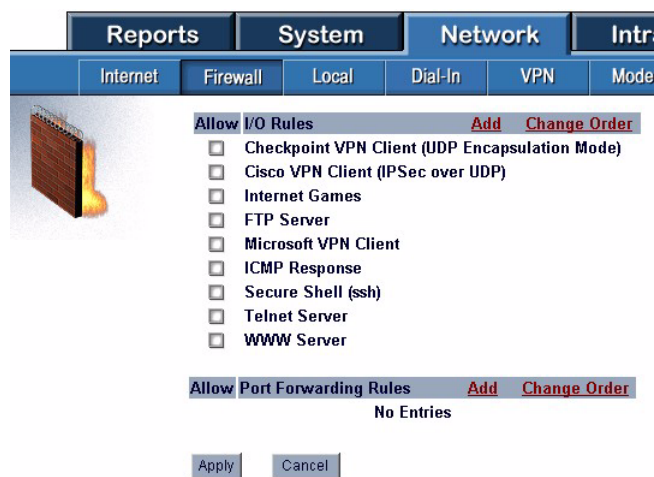 Reports System Network Intr
Internet Firewall Local Dial-In VPN Mode
Allow I/O Rules Add Change Order
Checkpoint VPN Client (UDP Encapsulation Mode)
Cisco VPN Client (IPSec over UDP)
Internet Games
FTP Server
Microsoft VPN Client
ICMP Response
Secure Shell (ssh)
Telnet Server
WWW Server
Allow Port Forwarding Rules Add Change Order
No Entries
Apply Cancel